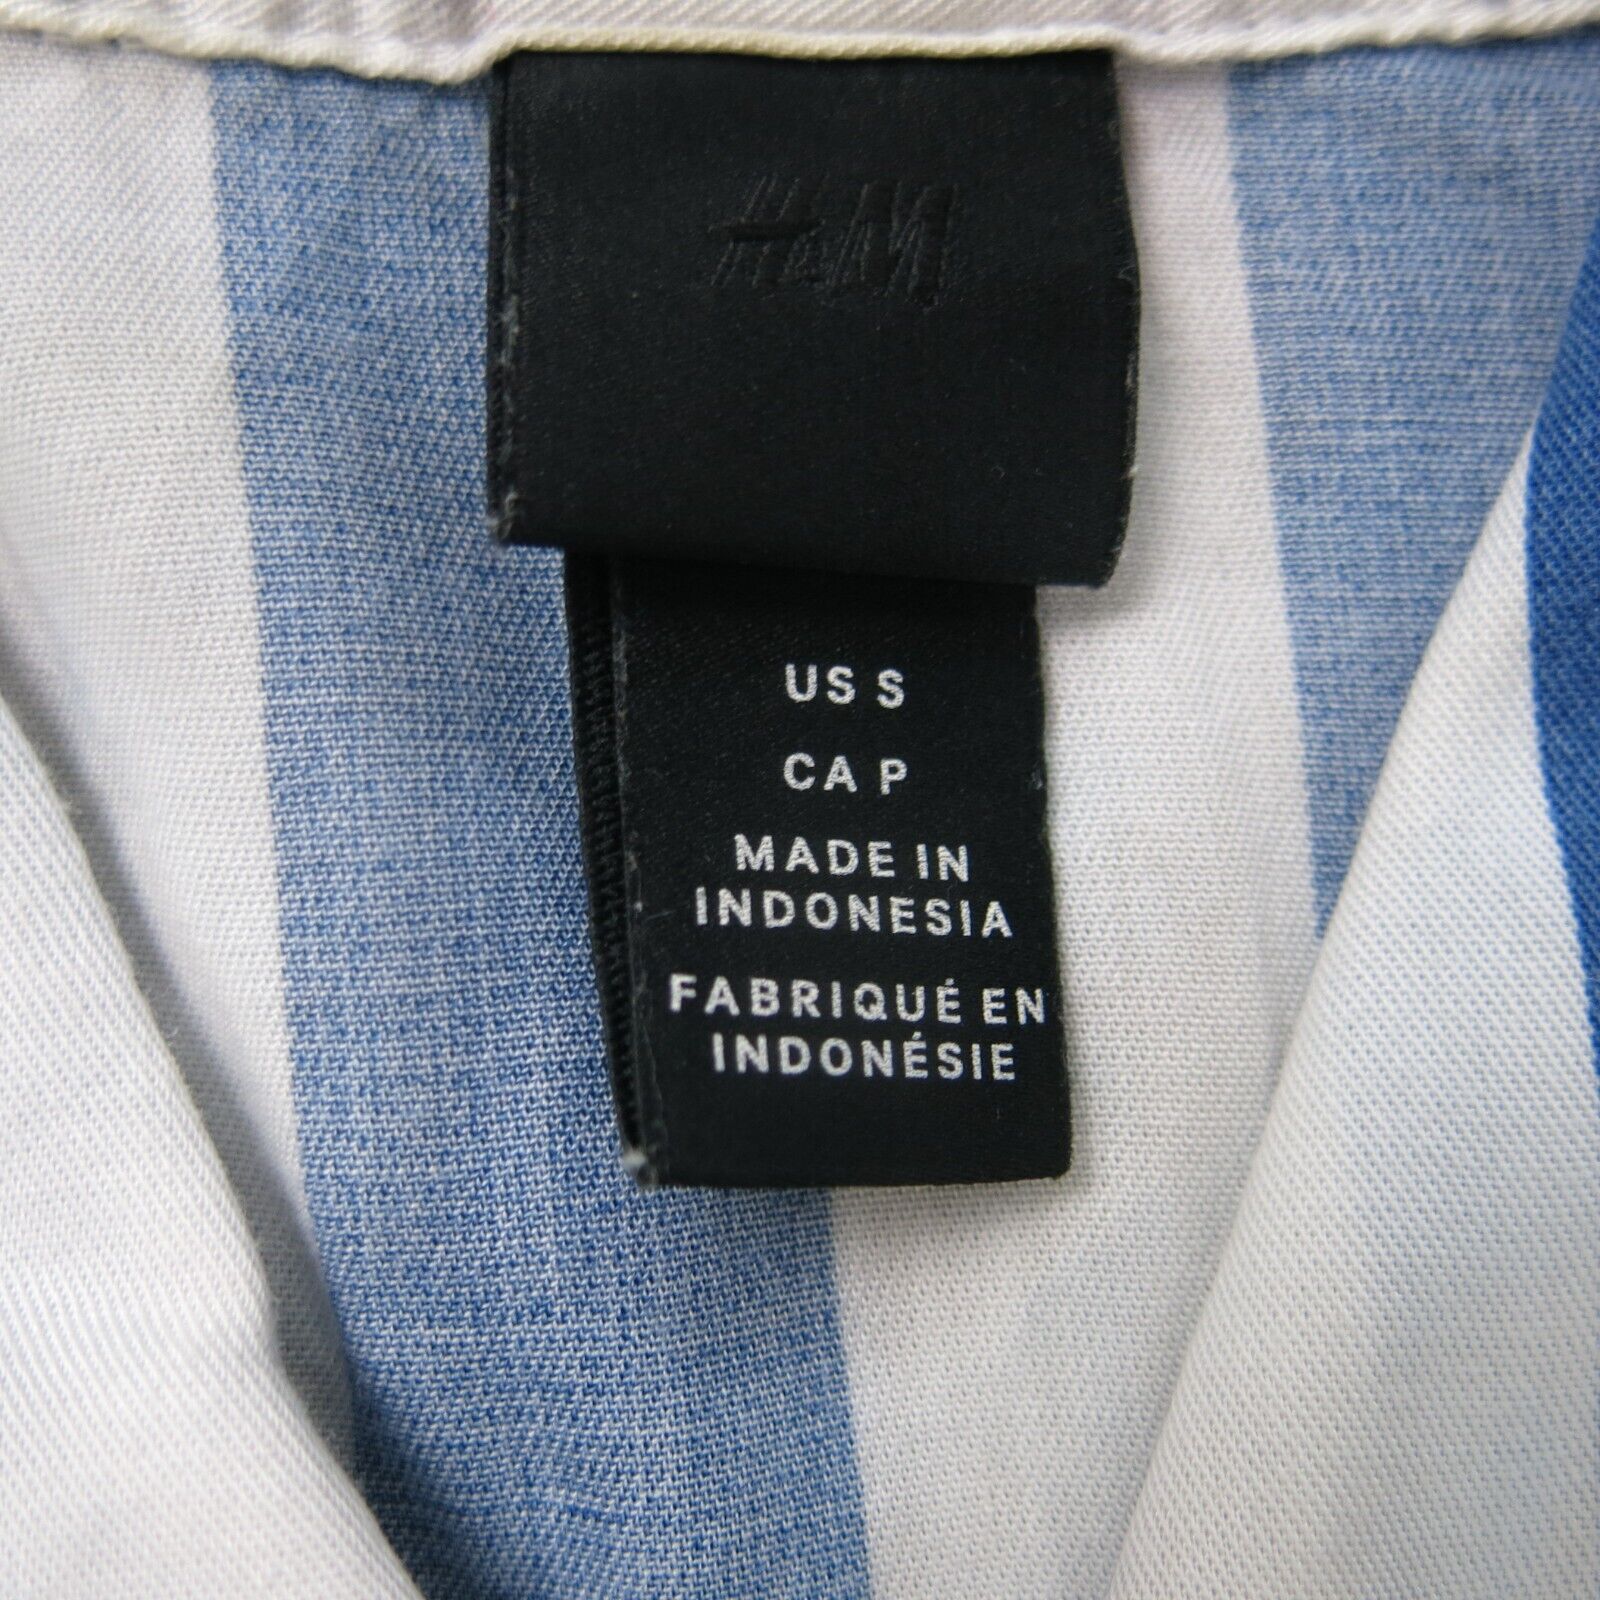 H&M
US S
CA P
MADE IN
INDONESIA
FABRIQUÉ EN
INDONÉSIE